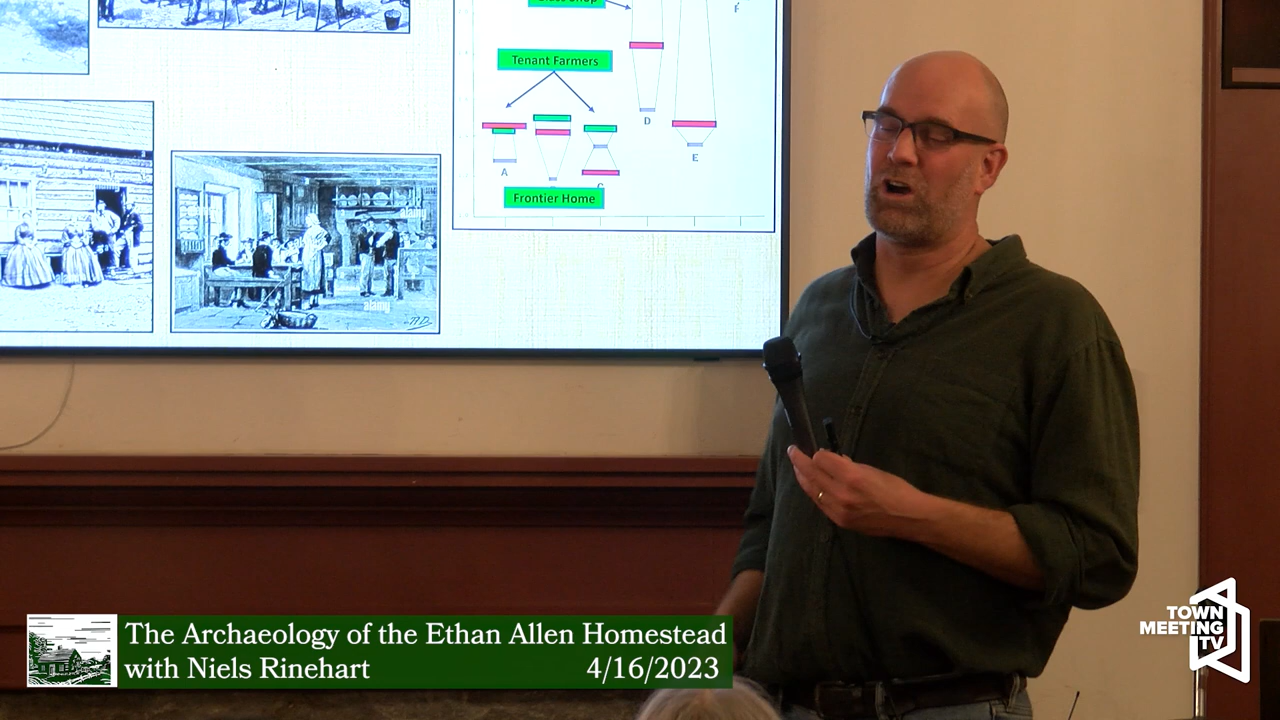 Tenant Farmers
A
D
E
F
Frontier Home
alamy
alamy
The Archaeology of the Ethan Allen Homestead
with Niels Rinehart
4/16/2023
TOWN
MEETING
TV